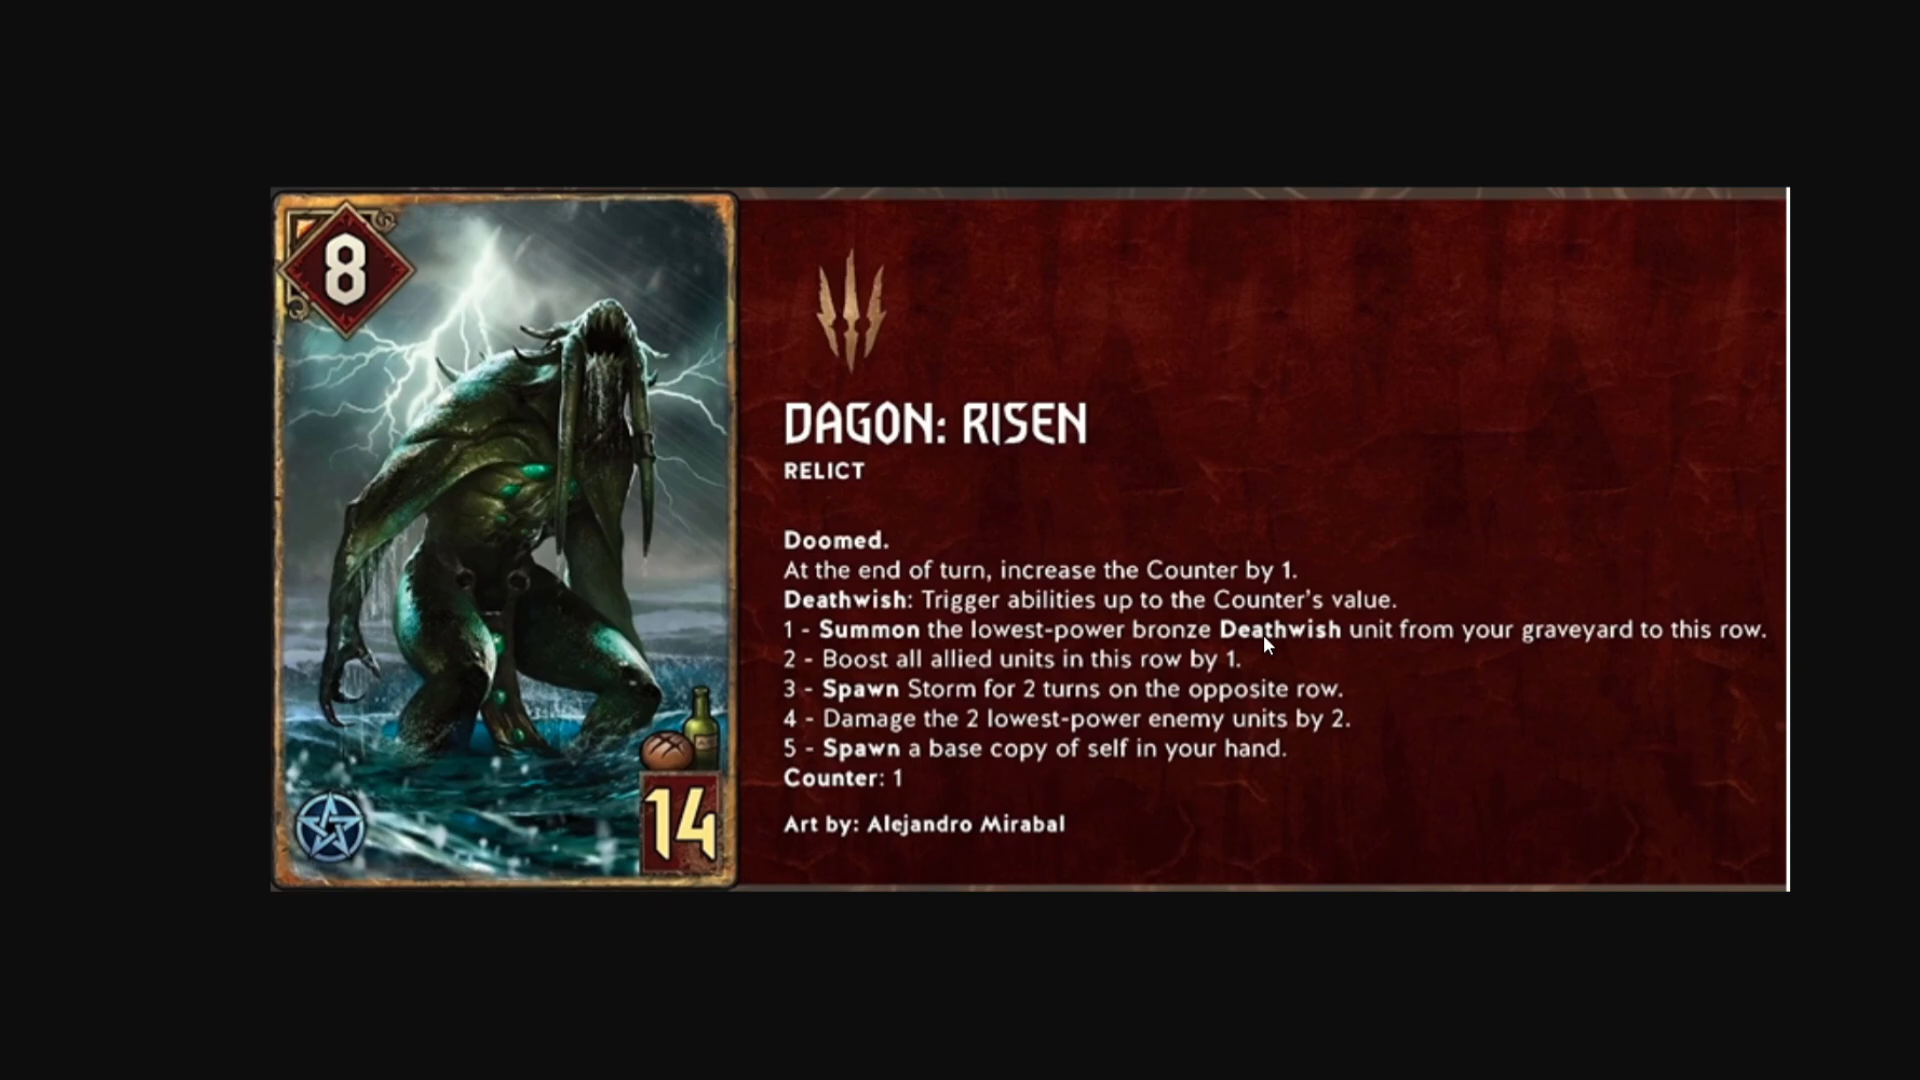 8
DAGON: RISEN
RELICT
Doomed.
At the end of turn, increase the Counter by 1.
Deathwish: Trigger abilities up to the Counter's value.
1 - Summon the lowest-power bronze Deathwish unit from your graveyard to this row.
2 - Boost all allied units in this row by 1.
3 - Spawn Storm for 2 turns on the opposite row.
4 - Damage the 2 lowest-power enemy units by 2.
5 - Spawn a base copy of self in your hand.
Counter: 1
14
Art by: Alejandro Mirabal